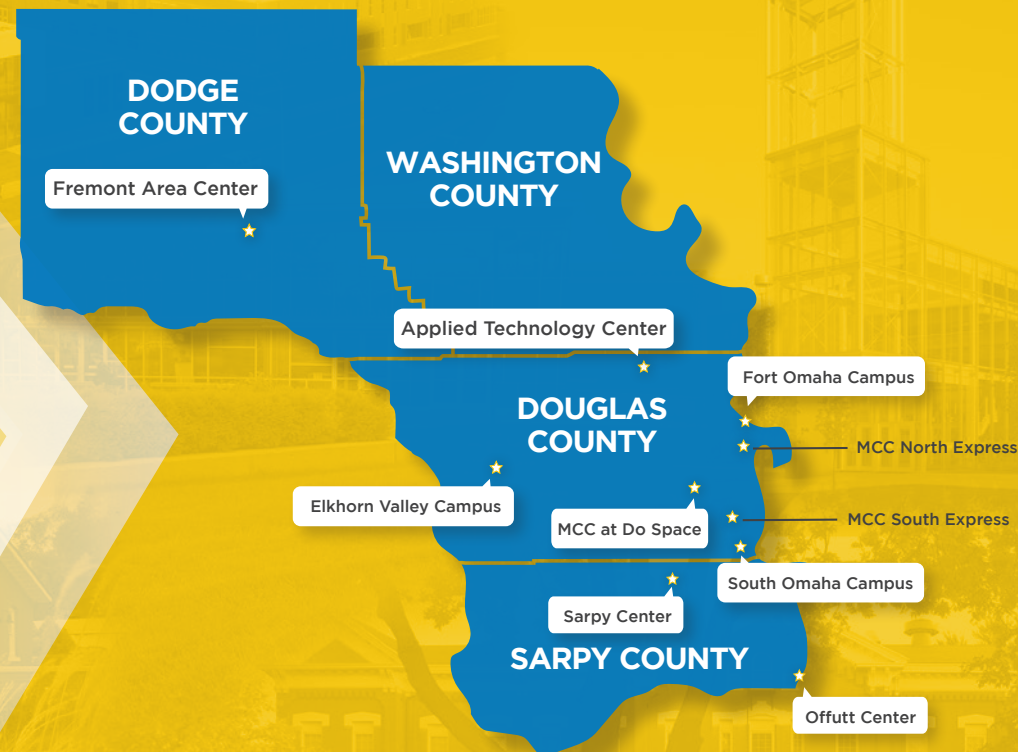 DODGE
COUNTY
Fremont Area Center
WASHINGTON
COUNTY
Applied Technology Center
Fort Omaha Campus
DOUGLAS
COUNTY
MCC North Express
Elkhorn Valley Campus
MCC at Do Space
MCC South Express
South Omaha Campus
Sarpy Center
SARPY COUNTY
Offutt Center